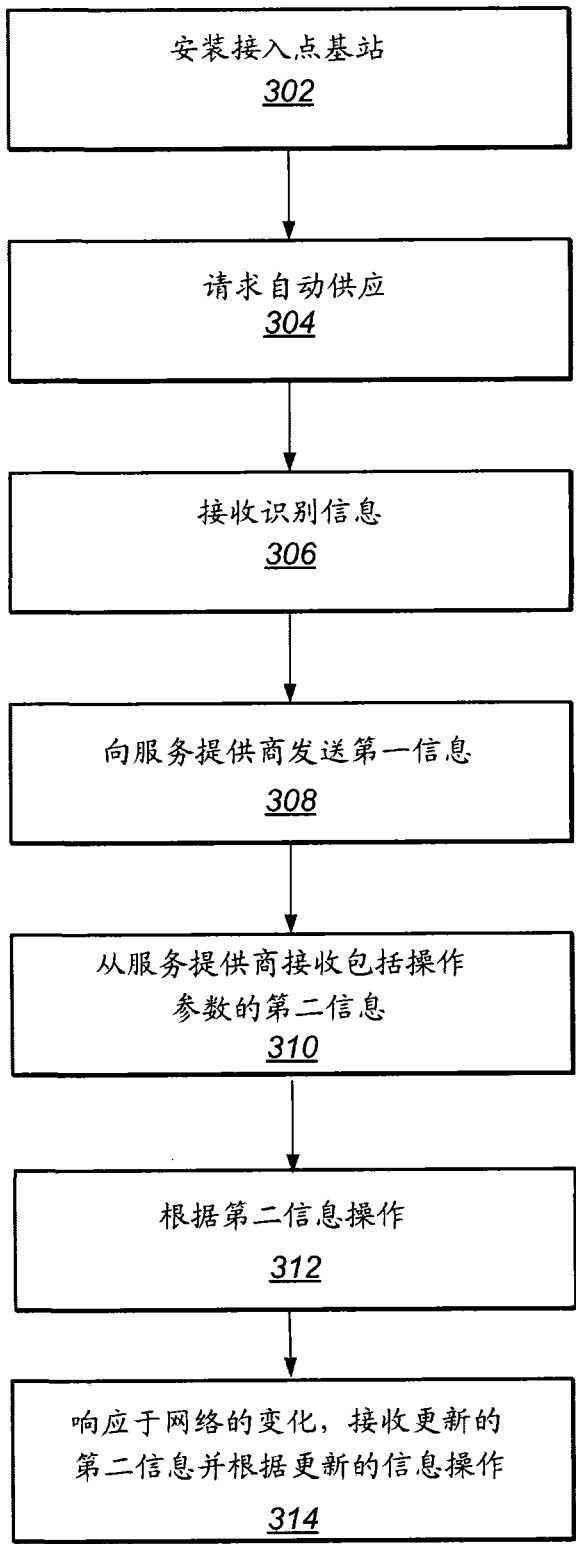 安装接入点基站
302
请求自动供应
304
接收识别信息
306
向服务提供商发送第一信息
308
从服务提供商接收包括操作
参数的第二信息
310
根据第二信息操作
312
响应于网络的变化，接收更新的
第二信息并根据更新的信息操作
314